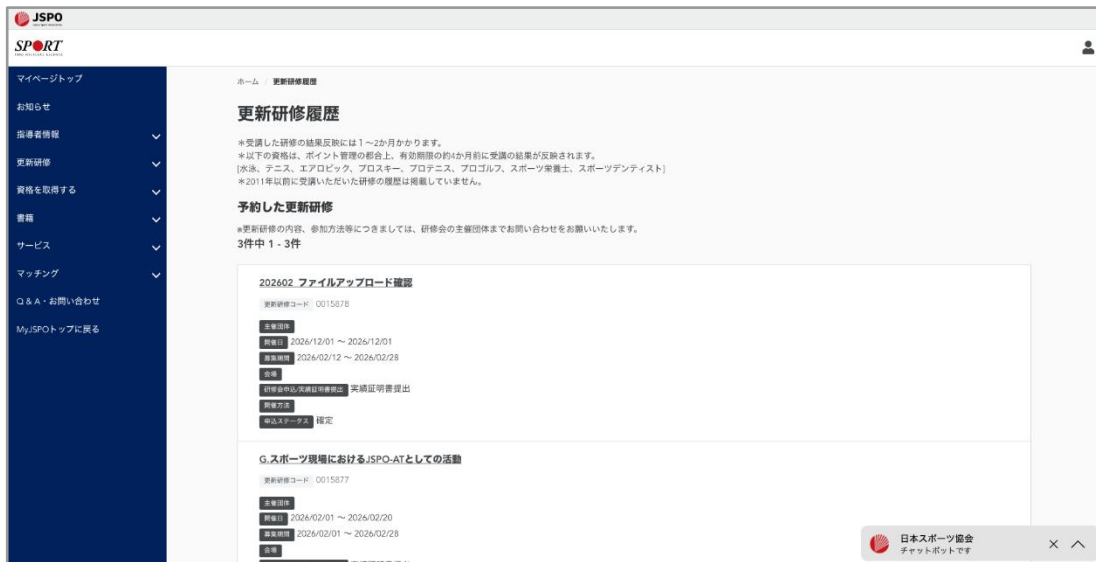 JSPO
SPORT
マイページトップ
お知らせ
指導者情報
更新研修
資格を取得する
書籍
サービス
マッチング
Q & A・お問い合わせ
MyJSPOトップに戻る
ホーム / 更新研修履歴
更新研修履歴
*受講した研修の結果反映には1～2か月かかります。
*以下の資格は、ポイント管理の都合上、有効期限の約4か月前に受講の結果が反映されます。
[水泳、テニス、エアロビック、プロスキー、プロテニス、プロゴルフ、スポーツ栄養士、スポーツデンティスト]
*2011年以前に受講いただいた研修の履歴は掲載していません。
予約した更新研修
※更新研修の内容、参加方法等につきましては、研修会の主催団体までお問い合わせをお願いいたします。
3件中 1 - 3件
202602_ファイルアップロード確認
更新研修コード 0015878
主催団体
開催日 2026/12/01 ～ 2026/12/01
募集期間 2026/02/12 ～ 2026/02/28
会場
研修会申込/実績証明書提出 実績証明書提出
開催方法
申込ステータス 確定
G.スポーツ現場におけるJSPO-ATとしての活動
更新研修コード 0015877
主催団体
開催日 2026/02/01 ～ 2026/02/20
募集期間 2026/02/01 ～ 2026/02/28
会場
日本スポーツ協会
チャットボットです